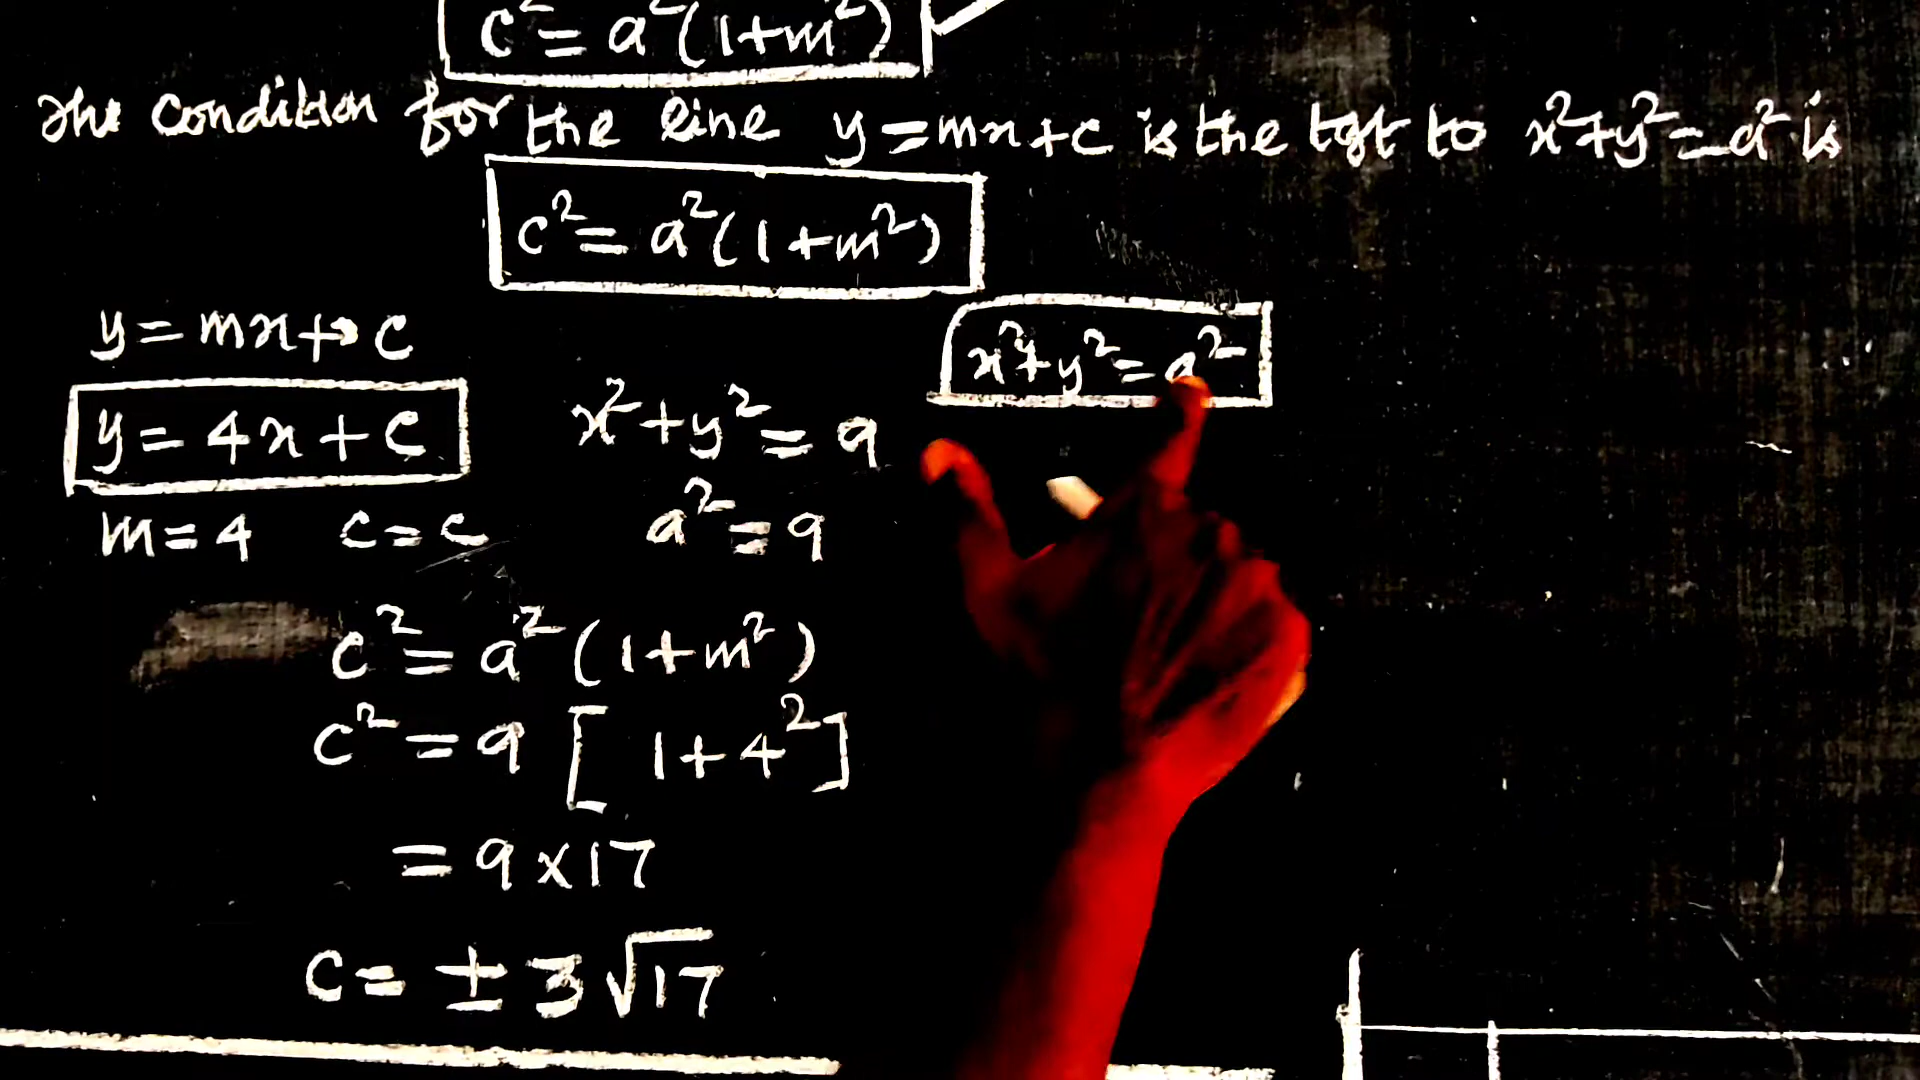 c² = a²(1+m²)
The condition for the line y = mx+c is the tgt to x²+y² = a² is
c² = a²(1+m²)
y = mx+c
x²+y² = a²
y = 4x+c
x²+y² = 9
m = 4 c = c a² = 9
c² = a²(1+m²)
c² = 9 [1+4²]
= 9 × 17
c = ± 3√17